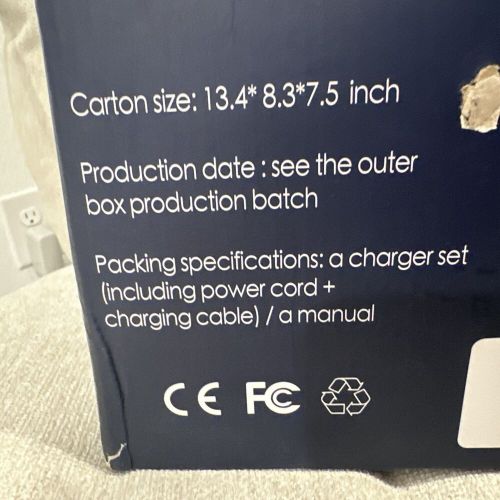 Carton size: 13.4* 8.3*7.5 inch
Production date : see the outer
box production batch
Packing specifications: a charger set
(including power cord +
charging cable) / a manual
CE FC